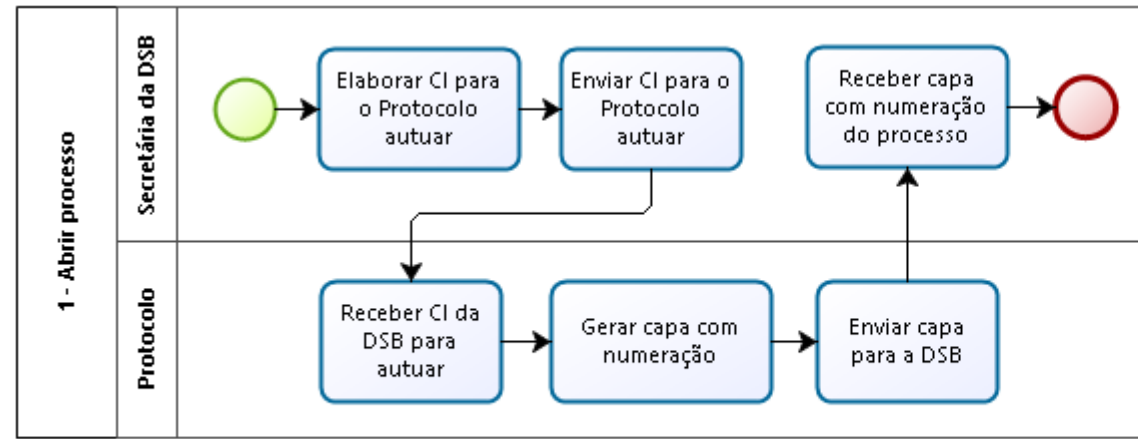 1 - Abrir processo
Secretária da DSB
Elaborar CI para
o Protocolo
autuar
Enviar CI para o
Protocolo
autuar
Receber capa
com numeração
do processo
Protocolo
Receber CI da
DSB para
autuar
Gerar capa com
numeração
Enviar capa
para a DSB